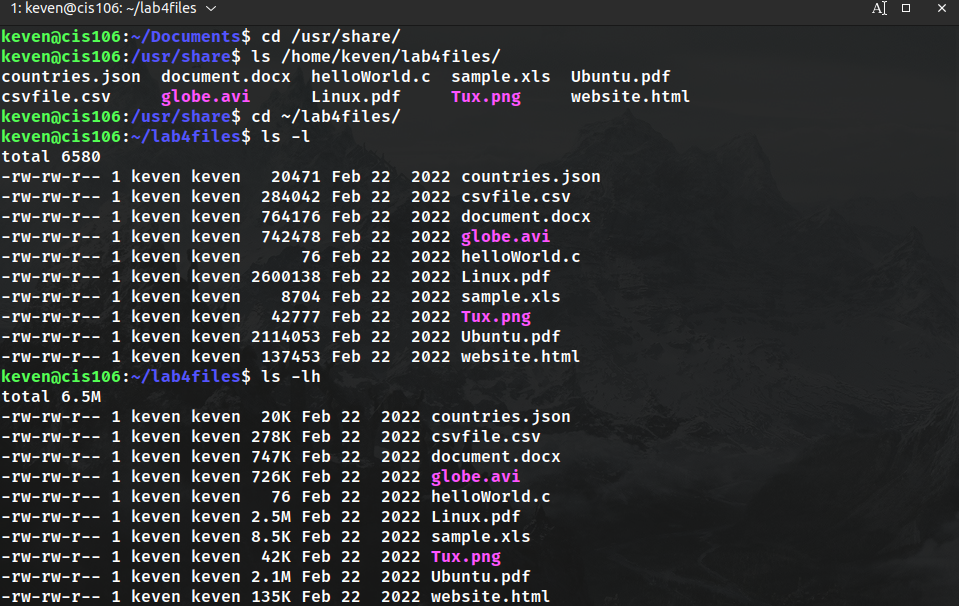 1: keven@cis106: ~/lab4files
keven@cis106:~/Documents$ cd /usr/share/
keven@cis106:/usr/share$ ls /home/keven/lab4files/
countries.json  document.docx  helloWorld.c  sample.xls  Ubuntu.pdf
csvfile.csv     globe.avi      Linux.pdf     Tux.png     website.html
keven@cis106:/usr/share$ cd ~/lab4files/
keven@cis106:~/lab4files$ ls -l
total 6580
-rw-rw-r-- 1 keven keven   20471 Feb 22  2022 countries.json
-rw-rw-r-- 1 keven keven  284042 Feb 22  2022 csvfile.csv
-rw-rw-r-- 1 keven keven  764176 Feb 22  2022 document.docx
-rw-rw-r-- 1 keven keven  742478 Feb 22  2022 globe.avi
-rw-rw-r-- 1 keven keven      76 Feb 22  2022 helloWorld.c
-rw-rw-r-- 1 keven keven 2600138 Feb 22  2022 Linux.pdf
-rw-rw-r-- 1 keven keven    8704 Feb 22  2022 sample.xls
-rw-rw-r-- 1 keven keven   42777 Feb 22  2022 Tux.png
-rw-rw-r-- 1 keven keven 2114053 Feb 22  2022 Ubuntu.pdf
-rw-rw-r-- 1 keven keven  137453 Feb 22  2022 website.html
keven@cis106:~/lab4files$ ls -lh
total 6.5M
-rw-rw-r-- 1 keven keven  20K Feb 22  2022 countries.json
-rw-rw-r-- 1 keven keven 278K Feb 22  2022 csvfile.csv
-rw-rw-r-- 1 keven keven 747K Feb 22  2022 document.docx
-rw-rw-r-- 1 keven keven 726K Feb 22  2022 globe.avi
-rw-rw-r-- 1 keven keven   76 Feb 22  2022 helloWorld.c
-rw-rw-r-- 1 keven keven 2.5M Feb 22  2022 Linux.pdf
-rw-rw-r-- 1 keven keven 8.5K Feb 22  2022 sample.xls
-rw-rw-r-- 1 keven keven  42K Feb 22  2022 Tux.png
-rw-rw-r-- 1 keven keven 2.1M Feb 22  2022 Ubuntu.pdf
-rw-rw-r-- 1 keven keven 135K Feb 22  2022 website.html